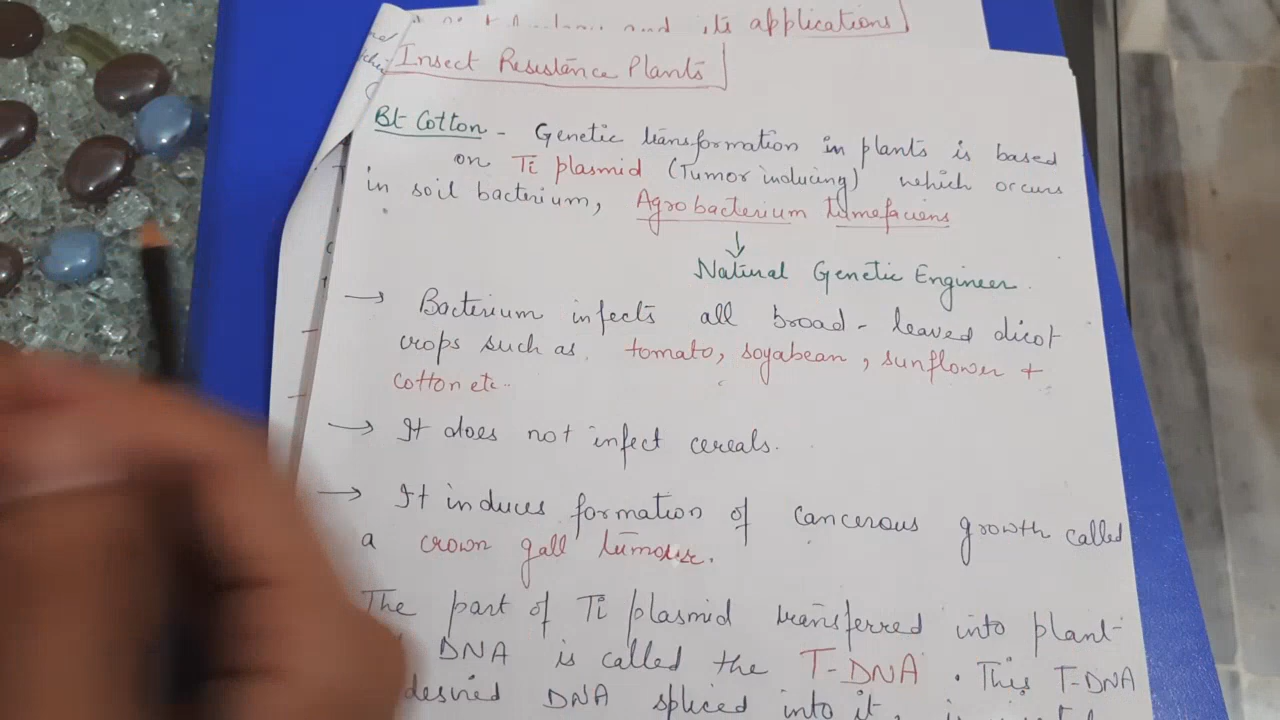 its applications
Insect Resistance Plants
Bt Cotton - Genetic transformation in plants is based
on Ti plasmid (Tumor inducing) which occurs
in soil bacterium, Agrobacterium tumefaciens
↓
Natural Genetic Engineer.
→ Bacterium infects all broad-leaved dicot
crops such as tomato, soyabean, sunflower +
cotton etc..
→ It does not infect cereals.
→ It induces formation of cancerous growth called
a crown gall tumour.
The part of Ti plasmid transferred into plant
DNA is called the T-DNA. This T-DNA
desired DNA spliced into it,